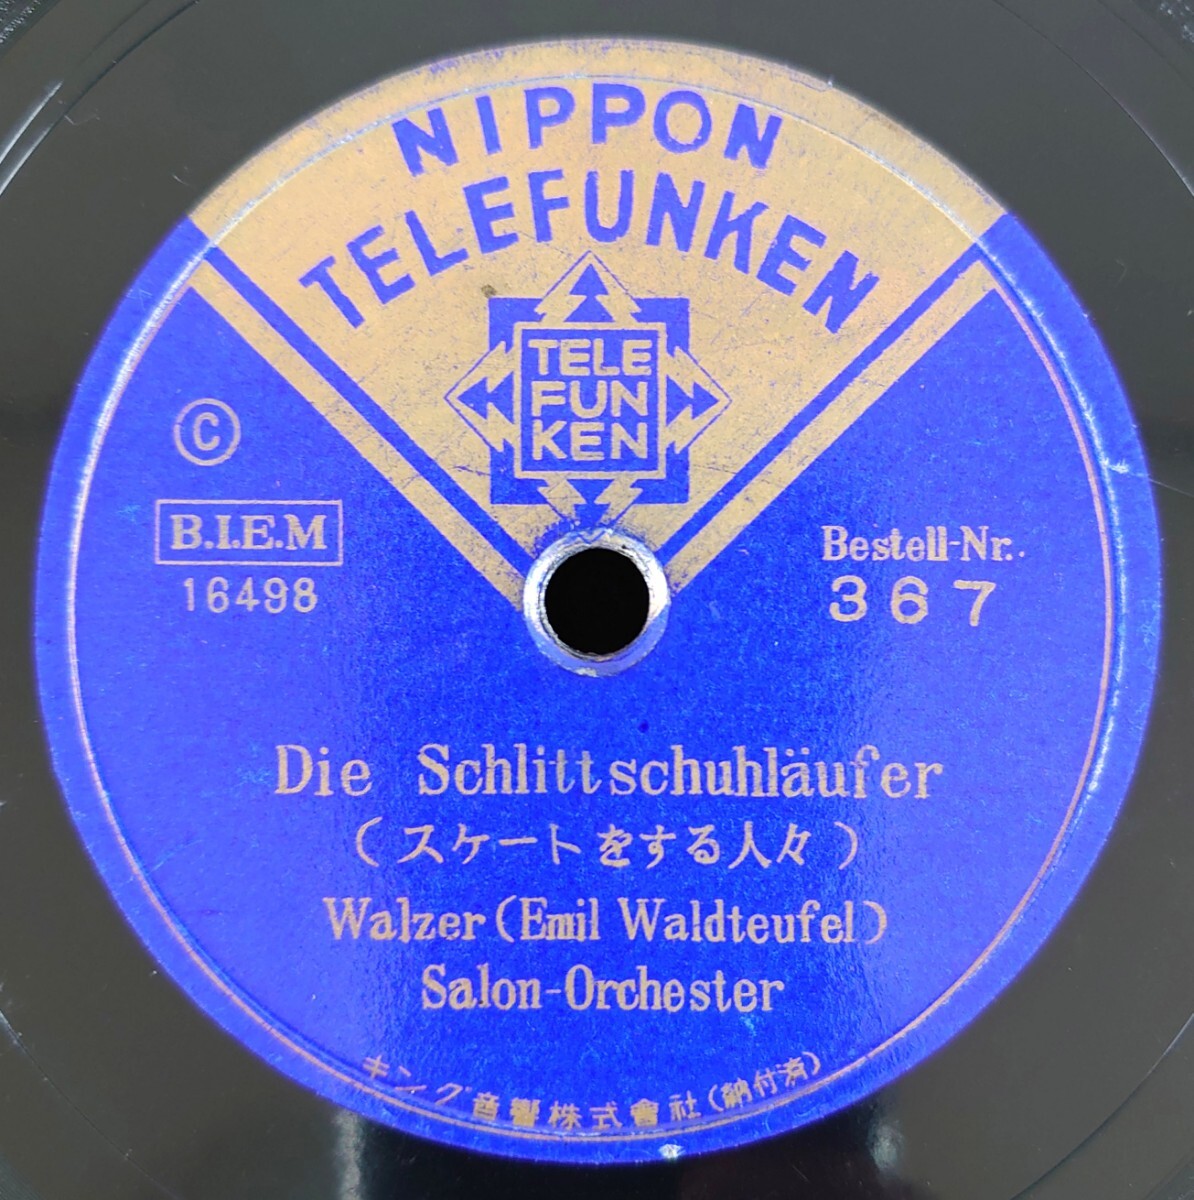 NIPPON
TELEFUNKEN
TELE
FUN
KEN
©
B.I.E.M
16498
Bestell-Nr.
367
Die Schlittschuhläufer
(スケートをする人々)
Walzer (Emil Waldteufel)
Salon-Orchester
キング音響株式會社(納付済)